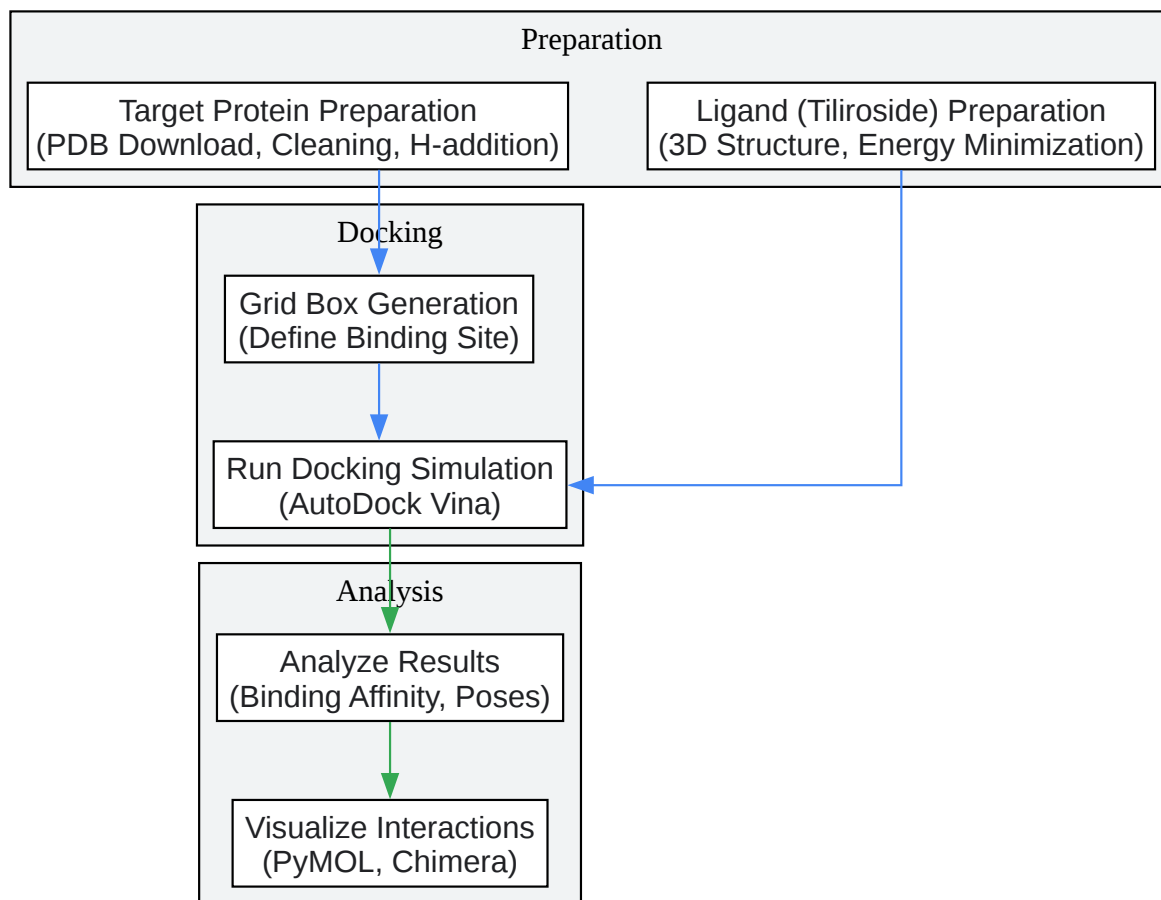 Preparation
Target Protein Preparation
(PDB Download, Cleaning, H-addition)
Ligand (Tiliroside) Preparation
(3D Structure, Energy Minimization)
Docking
Grid Box Generation
(Define Binding Site)
Run Docking Simulation
(AutoDock Vina)
Analysis
Analyze Results
(Binding Affinity, Poses)
Visualize Interactions
(PyMOL, Chimera)